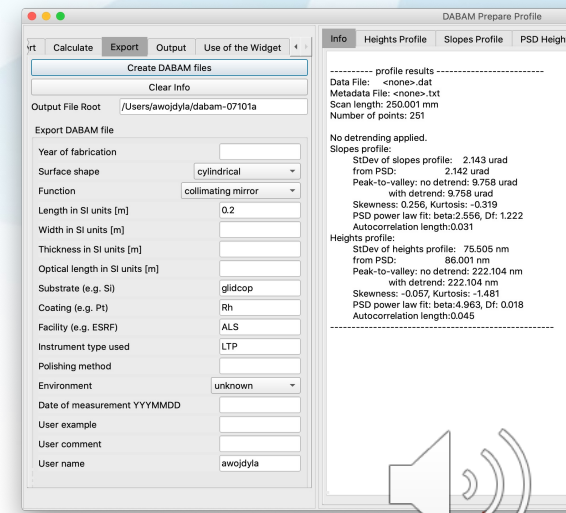 DABAM Prepare Profile
rt Calculate Export Output Use of the Widget
Create DABAM files
Clear Info
Output File Root /Users/awojdyla/dabam-07101a
Export DABAM file
Year of fabrication
Surface shape cylindrical
Function collimating mirror
Length in SI units [m] 0.2
Width in SI units [m]
Thickness in SI units [m]
Optical length in SI units [m]
Substrate (e.g. Si) glidcop
Coating (e.g. Pt) Rh
Facility (e.g. ESRF) ALS
Instrument type used LTP
Polishing method
Environment unknown
Date of measurement YYYMMDD
User example
User comment
User name awojdyla
Info Heights Profile Slopes Profile PSD Heigh
---------- profile results -------------------------
Data File: <none>.dat
Metadata File: <none>.txt
Scan length: 250.001 mm
Number of points: 251
No detrending applied.
Slopes profile:
StDev of slopes profile: 2.143 urad
from PSD: 2.142 urad
Peak-to-valley: no detrend: 9.758 urad
with detrend: 9.758 urad
Skewness: 0.256, Kurtosis: -0.319
PSD power law fit: beta:2.556, Df: 1.222
Autocorrelation length:0.031
Heights profile:
StDev of heights profile: 75.505 nm
from PSD: 86.001 nm
Peak-to-valley: no detrend: 222.104 nm
with detrend: 222.104 nm
Skewness: -0.057, Kurtosis: -1.481
PSD power law fit: beta:4.963, Df: 0.018
Autocorrelation length:0.045
----------------------------------------------------